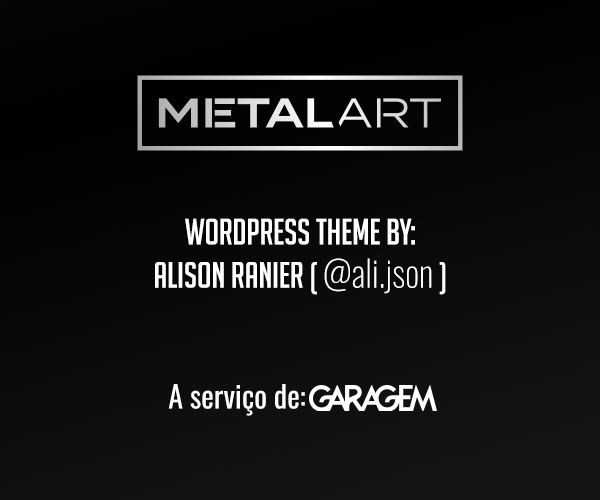 METALART
WORDPRESS THEME BY:
ALISON RANIER ( @ali.json )
A serviço de: GARAGEM